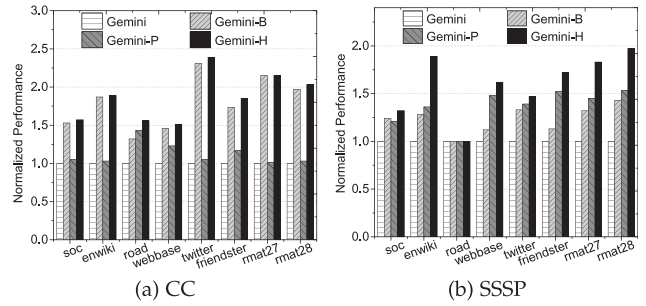 Gemini Gemini-B
Gemini-P Gemini-H
Normalized Performance
3.0
2.5
2.0
1.5
1.0
0.5
0.0
soc enwiki road webbase twitter friendster rmat27 rmat28
(a) CC
Gemini Gemini-B
Gemini-P Gemini-H
Normalized Performance
2.0
1.5
1.0
0.5
0.0
soc enwiki road webbase twitter friendster rmat27 rmat28
(b) SSSP